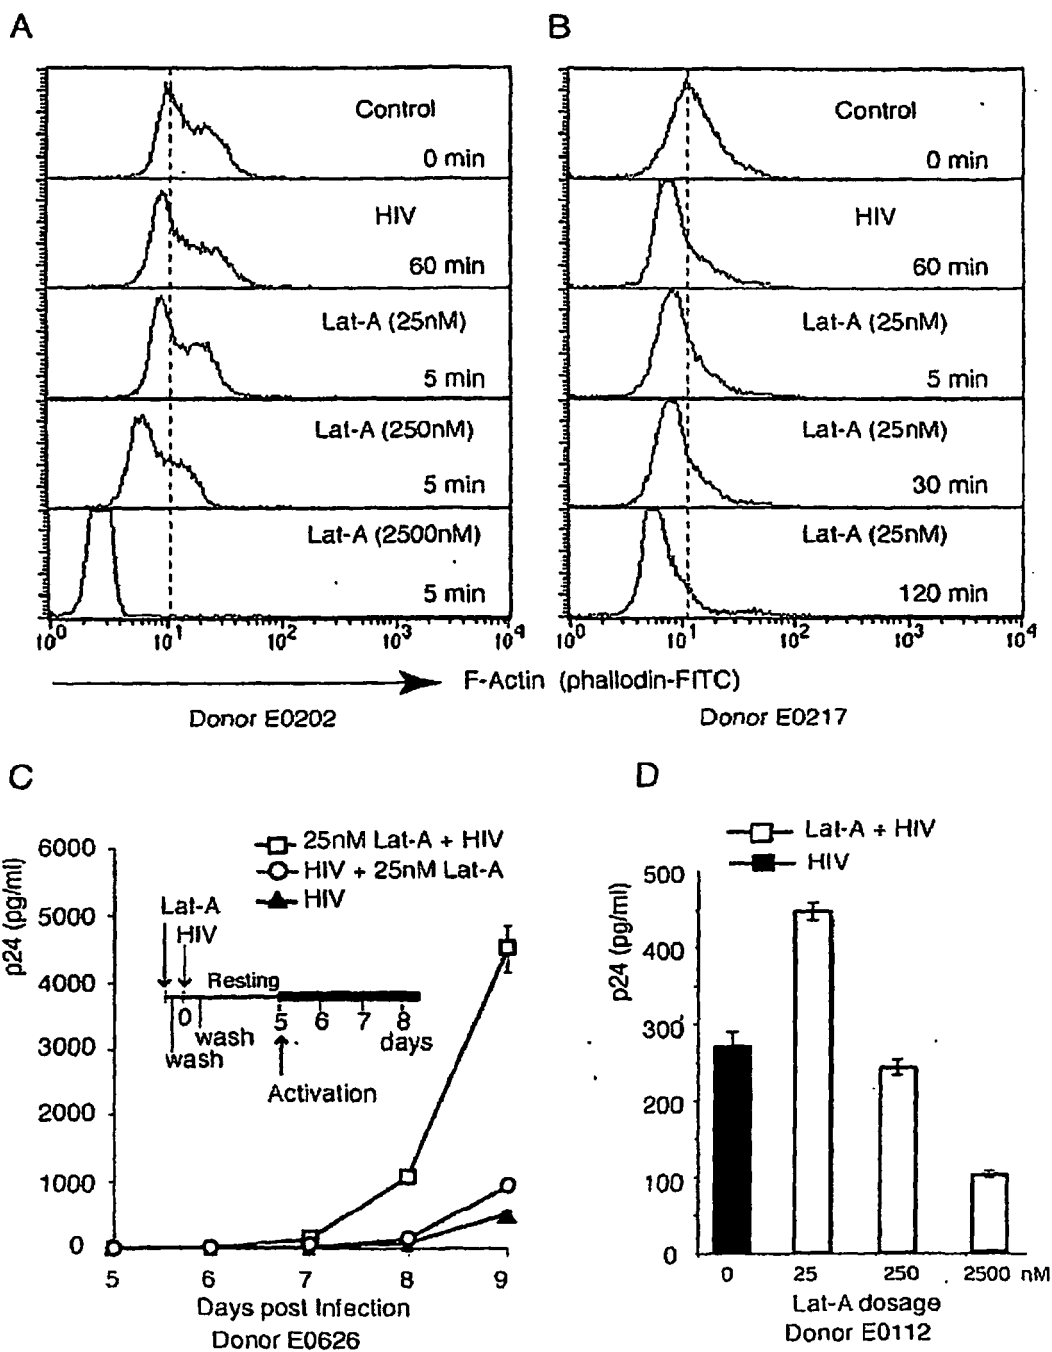 A
Control
0 min
HIV
60 min
Lat-A (25nM)
5 min
Lat-A (250nM)
5 min
Lat-A (2500nM)
5 min
10⁰ 10¹ 10² 10³ 10⁴
B
Control
0 min
HIV
60 min
Lat-A (25nM)
5 min
Lat-A (25nM)
30 min
Lat-A (25nM)
120 min
10⁰ 10¹ 10² 10³ 10⁴
F-Actin (phallodin-FITC)
Donor E0202
Donor E0217
C
25nM Lat-A + HIV
HIV + 25nM Lat-A
HIV
p24 (pg/ml)
6000
5000
4000
3000
2000
1000
0
Lat-A
HIV
Resting
0 5 6 7 8
wash
wash
days
Activation
5 6 7 8 9
Days post Infection
Donor E0626
D
Lat-A + HIV
HIV
p24 (pg/ml)
500
400
300
200
100
0
0 25 250 2500 nM
Lat-A dosage
Donor E0112